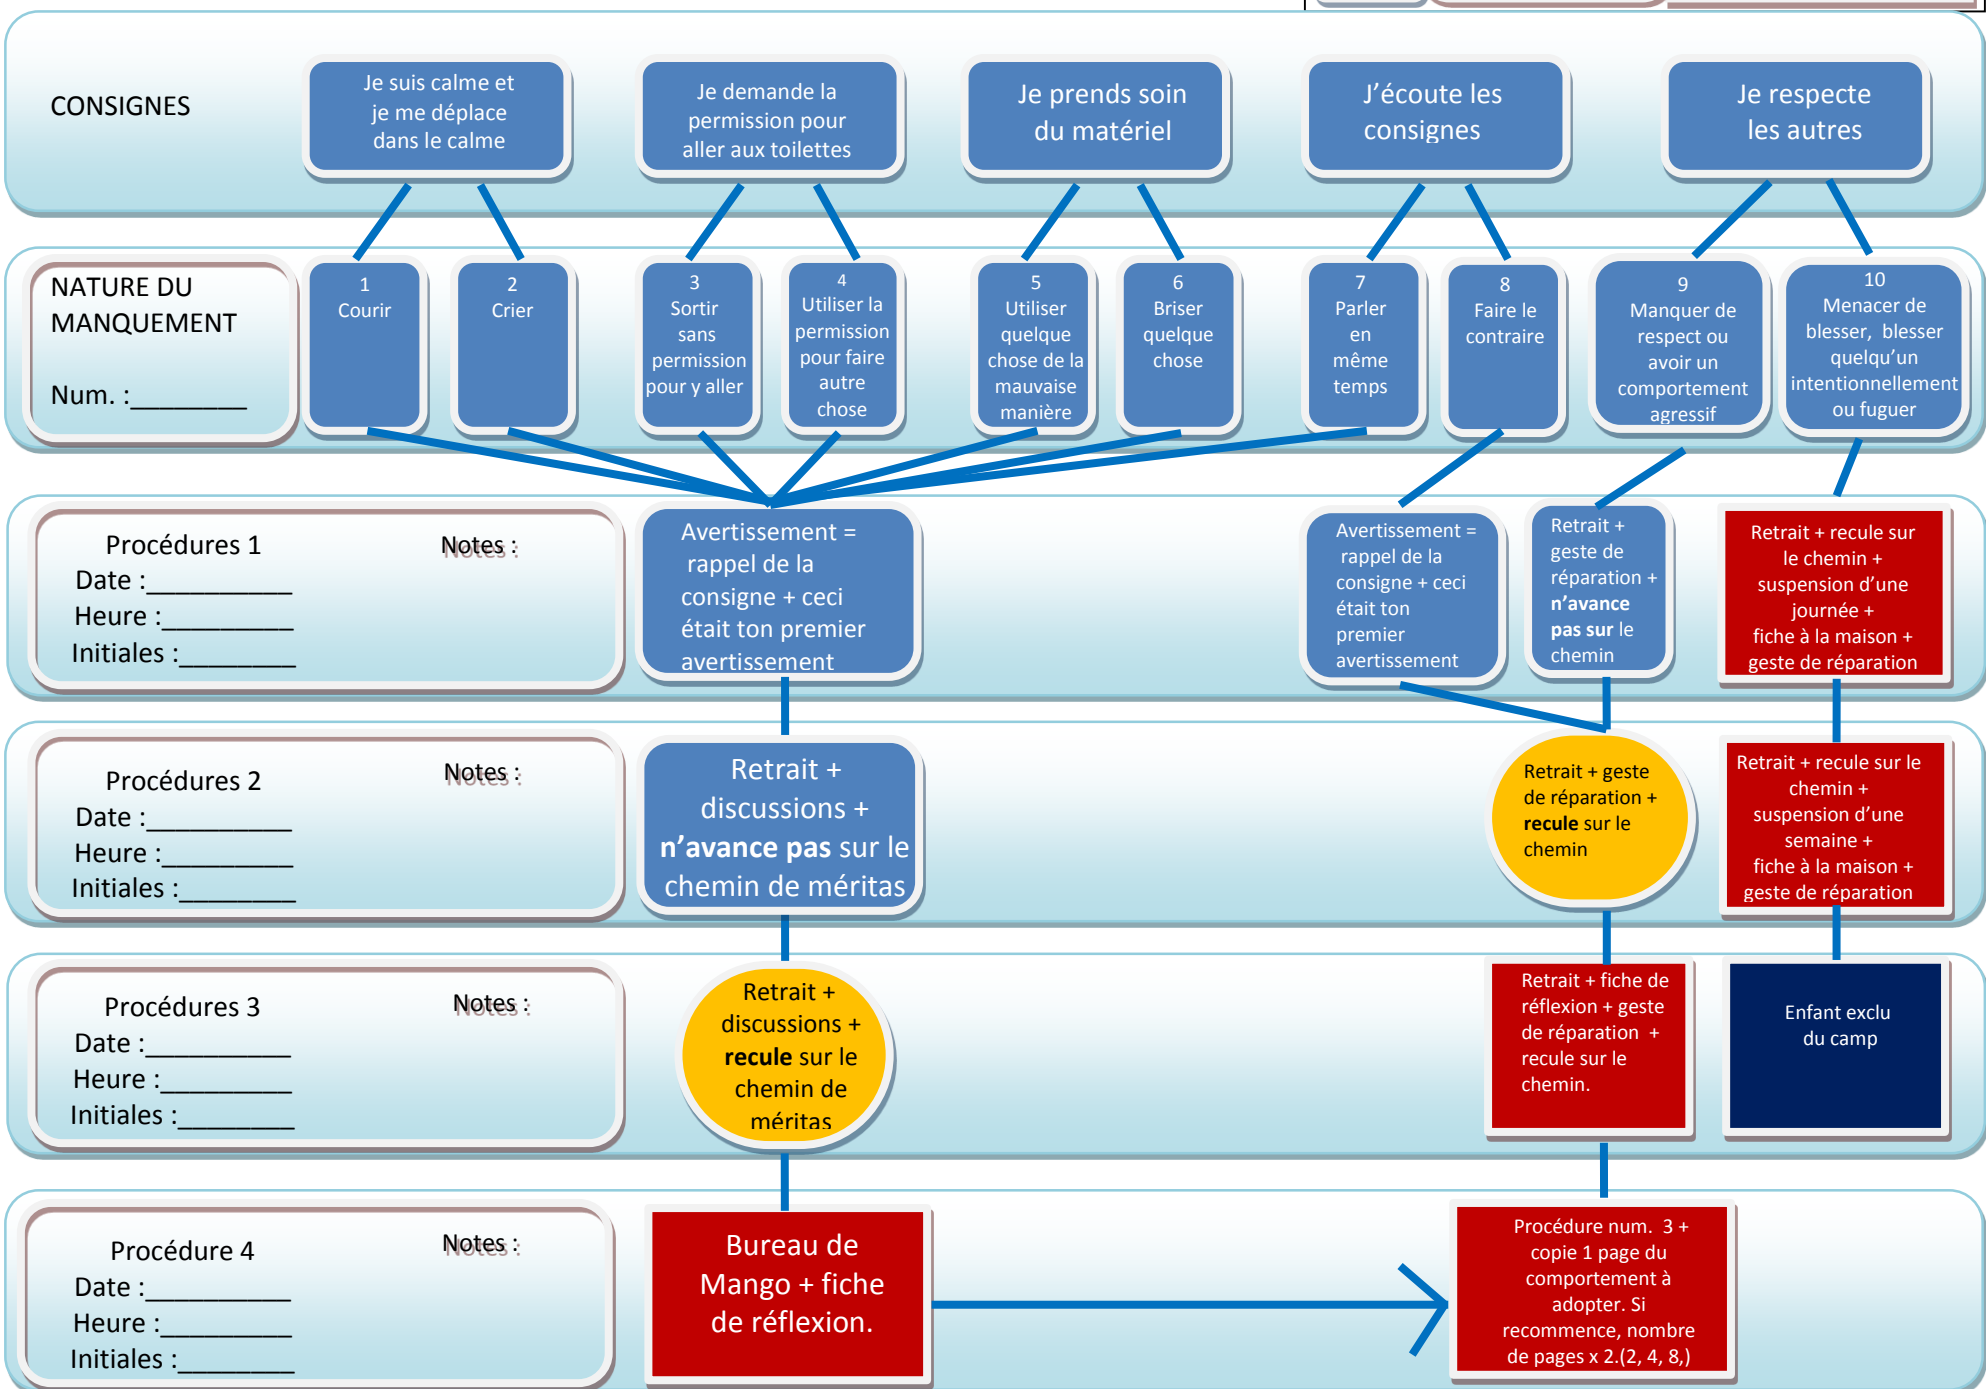 CONSIGNES
Je suis calme et
je me déplace
dans le calme
Je demande la
permission pour
aller aux toilettes
Je prends soin
du matériel
J’écoute les
consignes
Je respecte
les autres
NATURE DU
MANQUEMENT
Num. :________
1
Courir
2
Crier
3
Sortir
sans
permission
pour y aller
4
Utiliser la
permission
pour faire
autre
chose
5
Utiliser
quelque
chose de la
mauvaise
manière
6
Briser
quelque
chose
7
Parler
en
même
temps
8
Faire le
contraire
9
Manquer de
respect ou
avoir un
comportement
agressif
10
Menacer de
blesser, blesser
quelqu’un
intentionnellement
ou fuguer
Procédures 1
Notes :
Date :__________
Heure :_________
Initiales :________
Avertissement =
rappel de la
consigne + ceci
était ton premier
avertissement
Avertissement =
rappel de la
consigne + ceci
était ton
premier
avertissement
Retrait +
geste de
réparation +
n’avance
pas sur le
chemin
Retrait + recule sur
le chemin +
suspension d’une
journée +
fiche à la maison +
geste de réparation
Procédures 2
Notes :
Date :__________
Heure :_________
Initiales :________
Retrait +
discussions +
n’avance pas sur le
chemin de méritas
Retrait + geste
de réparation +
recule sur le
chemin
Retrait + recule sur le
chemin +
suspension d’une
semaine +
fiche à la maison +
geste de réparation
Procédures 3
Notes :
Date :__________
Heure :_________
Initiales :________
Retrait +
discussions +
recule sur le
chemin de
méritas
Retrait + fiche de
réflexion + geste
de réparation +
recule sur le
chemin.
Enfant exclu
du camp
Procédure 4
Notes :
Date :__________
Heure :_________
Initiales :________
Bureau de
Mango + fiche
de réflexion.
Procédure num. 3 +
copie 1 page du
comportement à
adopter. Si
recommence, nombre
de pages x 2.(2, 4, 8,)